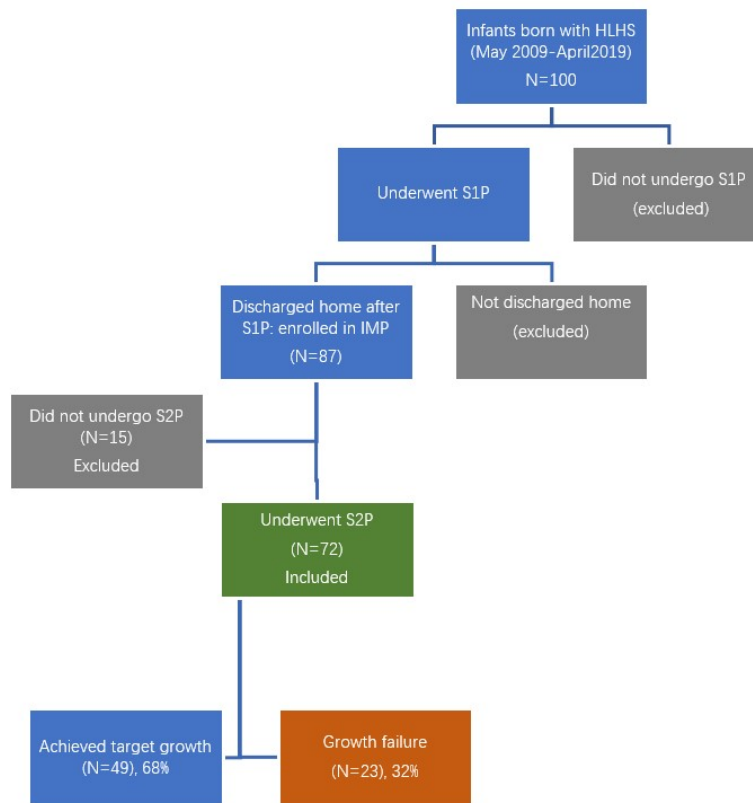 Infants born with HLHS
(May 2009-April2019)
N=100
Underwent S1P
Did not undergo S1P
(excluded)
Discharged home after
S1P: enrolled in IMP
(N=87)
Not discharged home
(excluded)
Did not undergo S2P
(N=15)
Excluded
Underwent S2P
(N=72)
Included
Achieved target growth
(N=49), 68%
Growth failure
(N=23), 32%